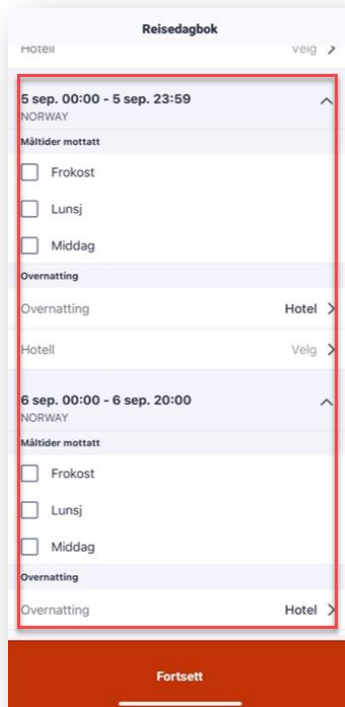 Reisedagbok
Hotell Velg
5 sep. 00:00 - 5 sep. 23:59
NORWAY
Måltider mottatt
Frokost
Lunsj
Middag
Overnatting
Overnatting Hotel
Hotell Velg
6 sep. 00:00 - 6 sep. 20:00
NORWAY
Måltider mottatt
Frokost
Lunsj
Middag
Overnatting
Overnatting Hotel
Fortsett